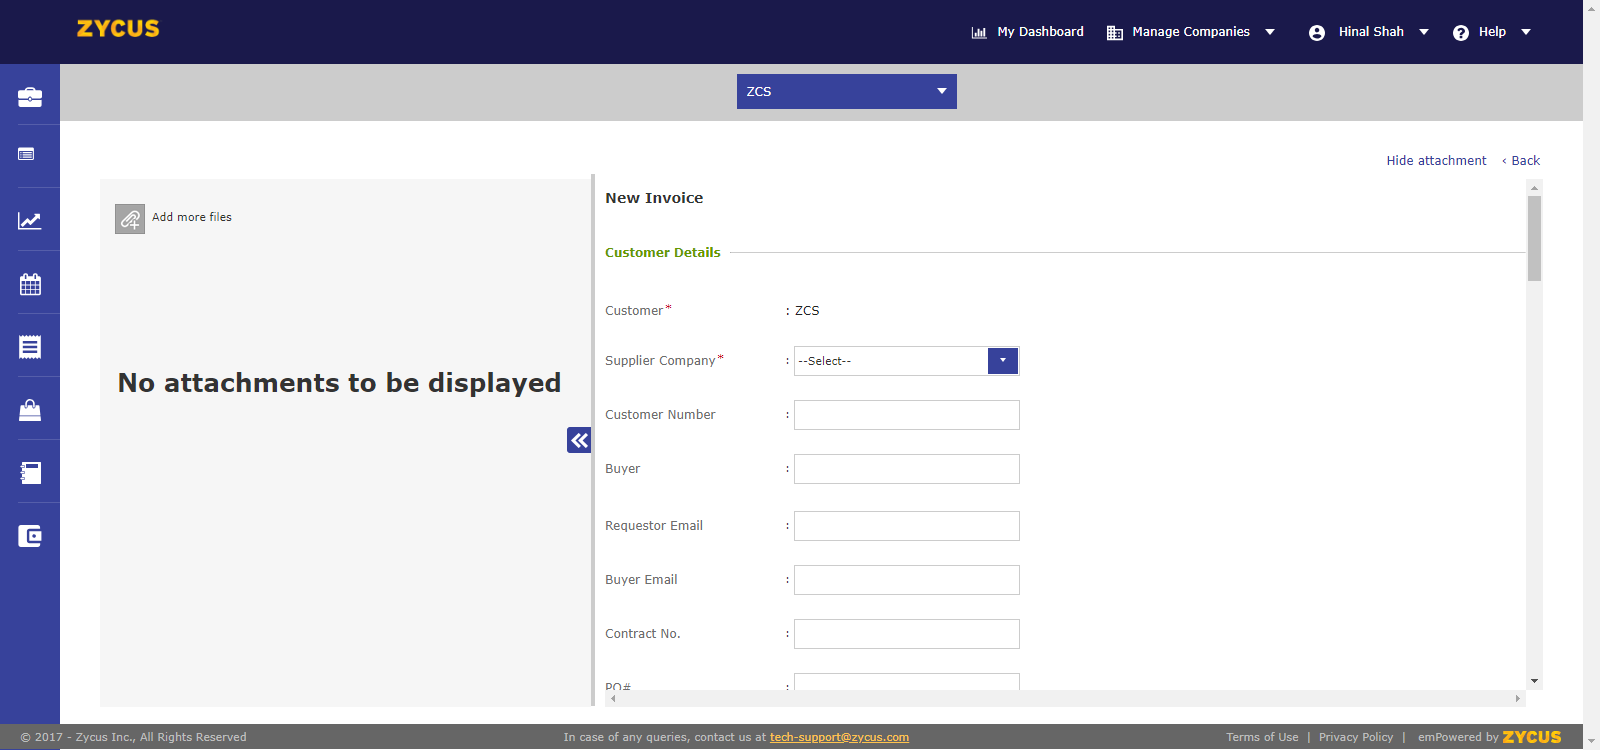 ZYCUS
My Dashboard
Manage Companies
Hinal Shah
Help
ZCS
Hide attachment
‹ Back
Add more files
No attachments to be displayed
New Invoice
Customer Details
Customer* : ZCS
Supplier Company* : --Select--
Customer Number :
Buyer :
Requestor Email :
Buyer Email :
Contract No. :
PO# :
© 2017 - Zycus Inc., All Rights Reserved
In case of any queries, contact us at tech-support@zycus.com
Terms of Use | Privacy Policy | emPowered by ZYCUS